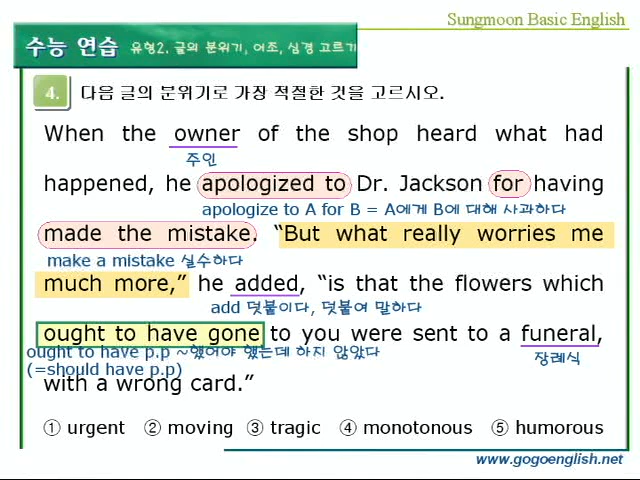 Sungmoon Basic English
수능 연습 유형2. 글의 분위기, 어조, 심경 고르기
4. 다음 글의 분위기로 가장 적절한 것을 고르시오.
When the owner of the shop heard what had
주인
happened, he apologized to Dr. Jackson for having
apologize to A for B = A에게 B에 대해 사과하다
made the mistake. “But what really worries me
make a mistake 실수하다
much more,” he added, “is that the flowers which
add 덧붙이다, 덧붙여 말하다
ought to have gone to you were sent to a funeral,
ought to have p.p ~했어야 했는데 하지 않았다
장례식
(=should have p.p)
with a wrong card.”
① urgent ② moving ③ tragic ④ monotonous ⑤ humorous
www.gogoenglish.net